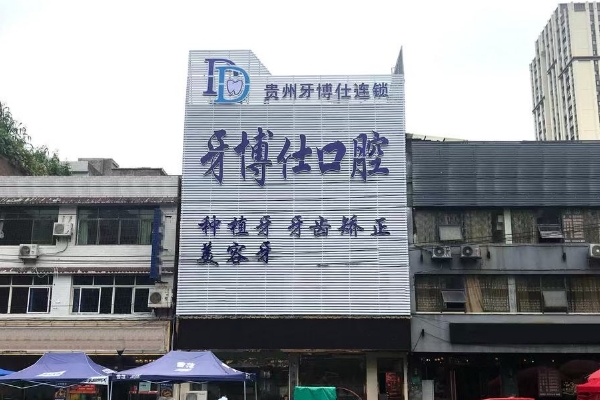 DD 贵州牙博仕连锁
牙博仕口腔
种植牙 牙齿矫正
美容牙